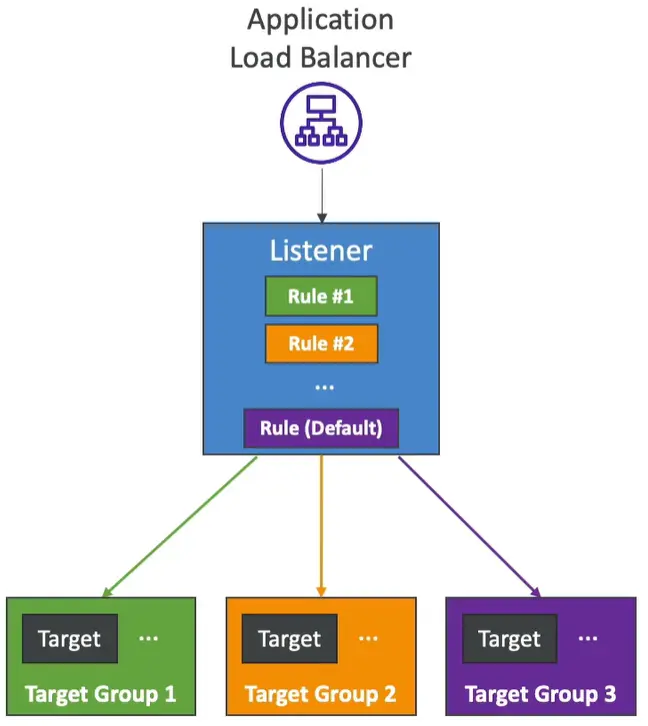 Application
Load Balancer
Listener
Rule #1
Rule #2
...
Rule (Default)
Target ...
Target Group 1
Target ...
Target Group 2
Target ...
Target Group 3